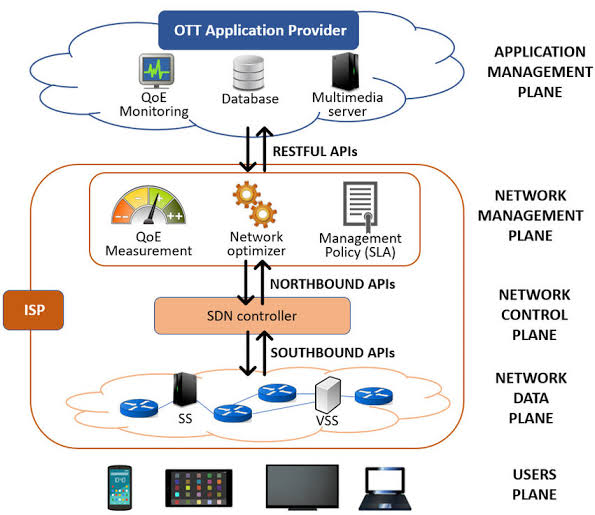 OTT Application Provider
QoE
Monitoring
Database
Multimedia
server
APPLICATION
MANAGEMENT
PLANE
RESTFUL APIs
QoE
Measurement
Network
optimizer
Management
Policy (SLA)
NETWORK
MANAGEMENT
PLANE
NORTHBOUND APIs
ISP
SDN controller
NETWORK
CONTROL
PLANE
SOUTHBOUND APIs
SS
VSS
NETWORK
DATA
PLANE
USERS
PLANE